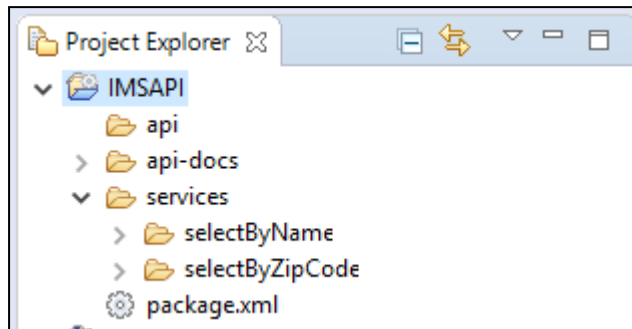 Project Explorer
IMSAPI
api
api-docs
services
selectByName
selectByZipCode
package.xml